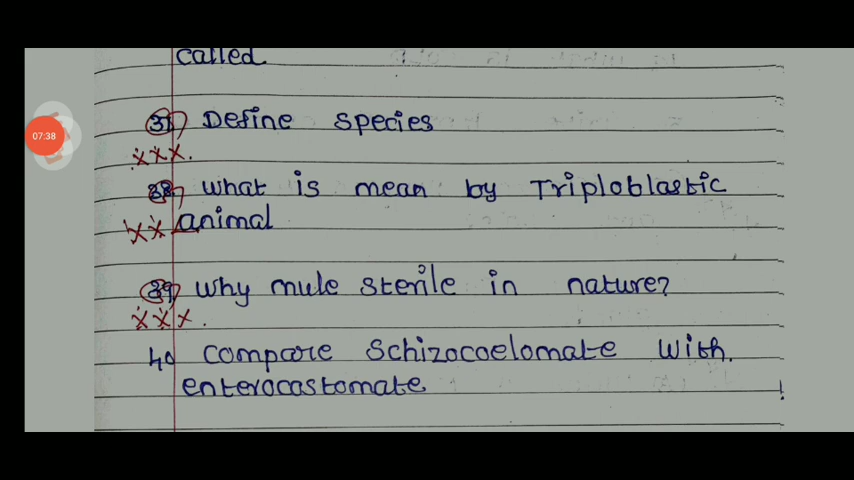 called.
Define species
xxx.
38) what is mean by Triploblastic
xx animal
39) why mule sterile in nature?
xxx.
40 compare schizocoelomate with.
enterocastomate
07:38